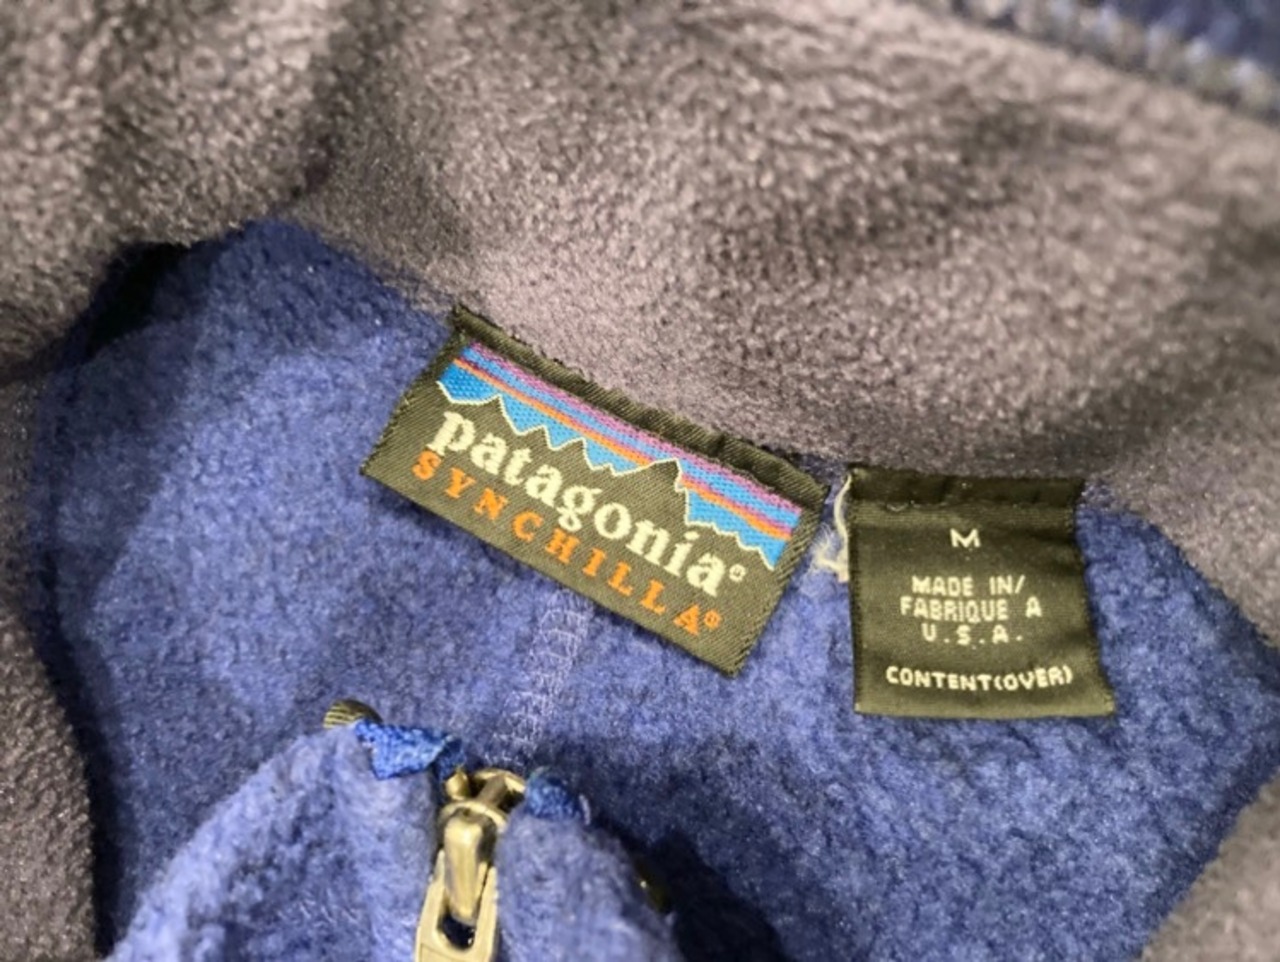 patagonia®
SYNCHILLA®
M
MADE IN/
FABRIQUE A
U.S.A.
CONTENT(OVER)